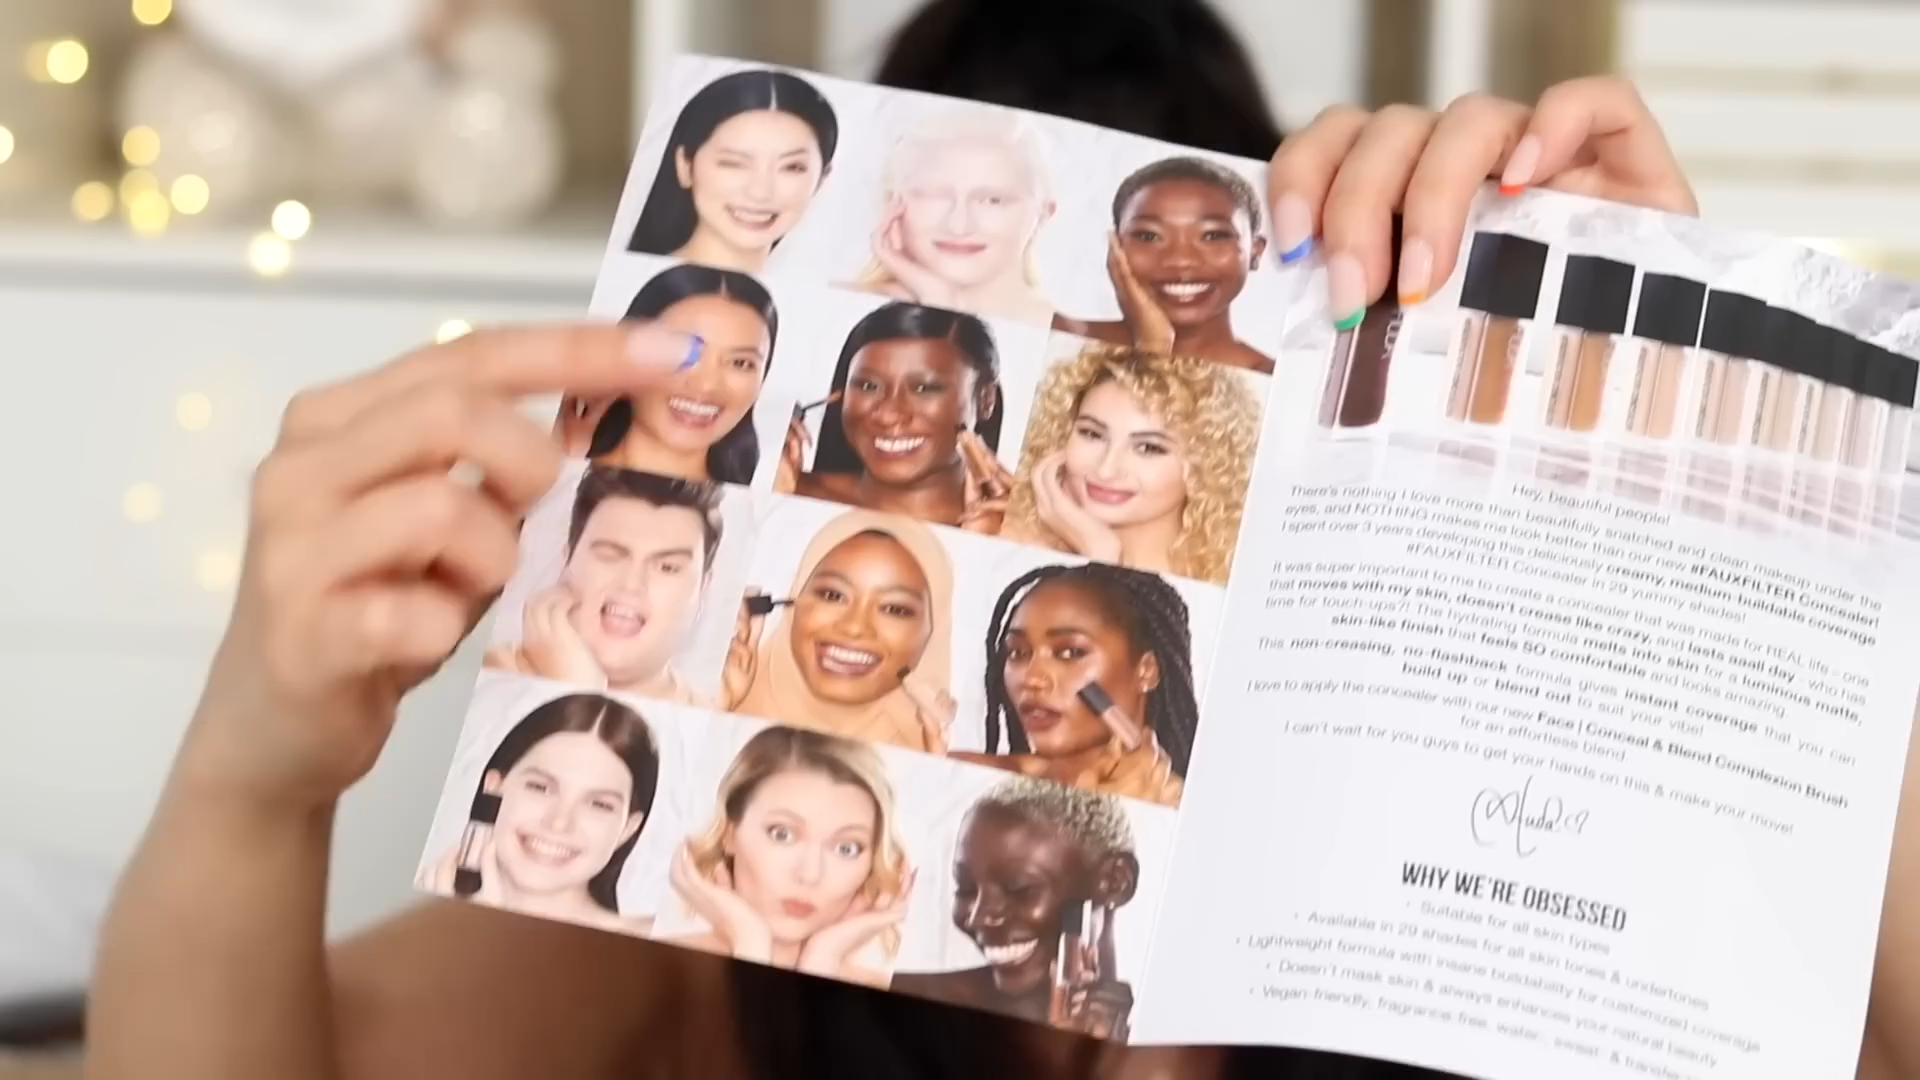 Hey, beautiful people!
There's nothing I love more than beautifully snatched and clean makeup under the
eyes, and NOTHING makes me look better than our new #FAUXFILTER Concealer!
I spent over 3 years developing this deliciously creamy, medium-buildable coverage
#FAUXFILTER Concealer in 29 yummy shades!
It was super important to me to create a concealer that was made for REAL life - one
that moves with my skin, doesn't crease like crazy, and lasts aaall day - who has
time for touch-ups?! The hydrating formula melts into skin for a luminous matte,
skin-like finish that feels SO comfortable and looks amazing.
This non-creasing, no-flashback formula gives instant coverage that you can
build up or blend out to suit your vibe!
I love to apply the concealer with our new Face | Conceal & Blend Complexion Brush
for an effortless blend
I can't wait for you guys to get your hands on this & make your move!
Huda
WHY WE'RE OBSESSED
• Suitable for all skin types
• Available in 29 shades for all skin tones & undertones
• Lightweight formula with insane buildability for customized coverage
• Doesn't mask skin & always enhances your natural beauty
• Vegan-friendly, fragrance-free, water-, sweat- &